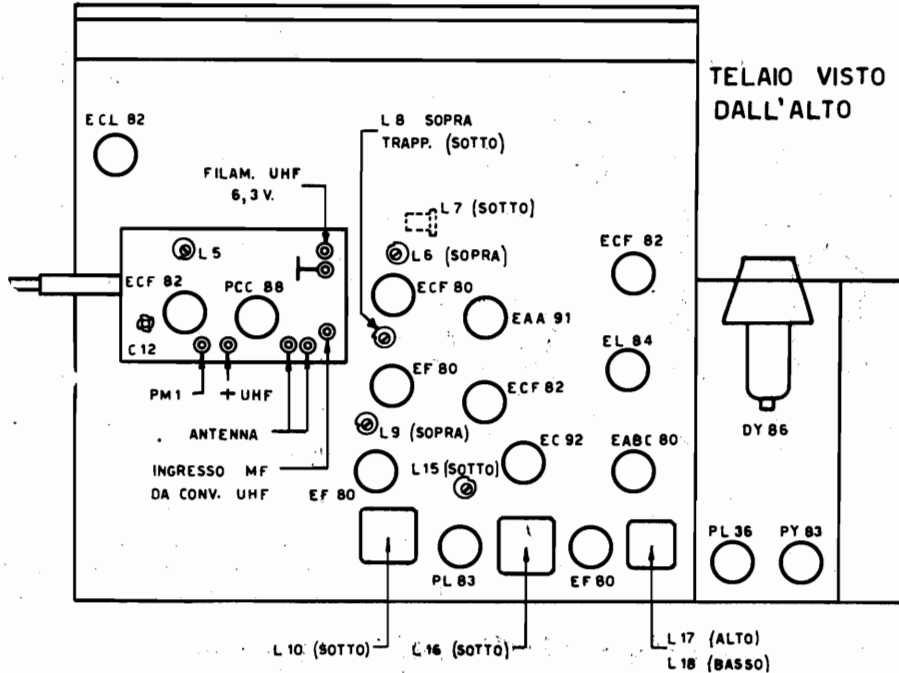 TELAIO VISTO
DALL'ALTO
ECL 82
L 8 SOPRA
TRAPP. (SOTTO)
FILAM. UHF
6,3 V.
L 7 (SOTTO)
L 5
L 6 (SOPRA)
ECF 82
ECF 82
PCC 88
ECF 80
EAA 91
C 12
EL 84
PM1
+ UHF
EF 80
ECF 82
DY 86
ANTENNA
L 9 (SOPRA)
EC 92
EABC 80
INGRESSO MF
DA CONV. UHF
L 15 (SOTTO)
EF 80
PL 36
PY 83
PL 83
EF 80
L 10 (SOTTO)
L 16 (SOTTO)
L 17 (ALTO)
L 18 (BASSO)